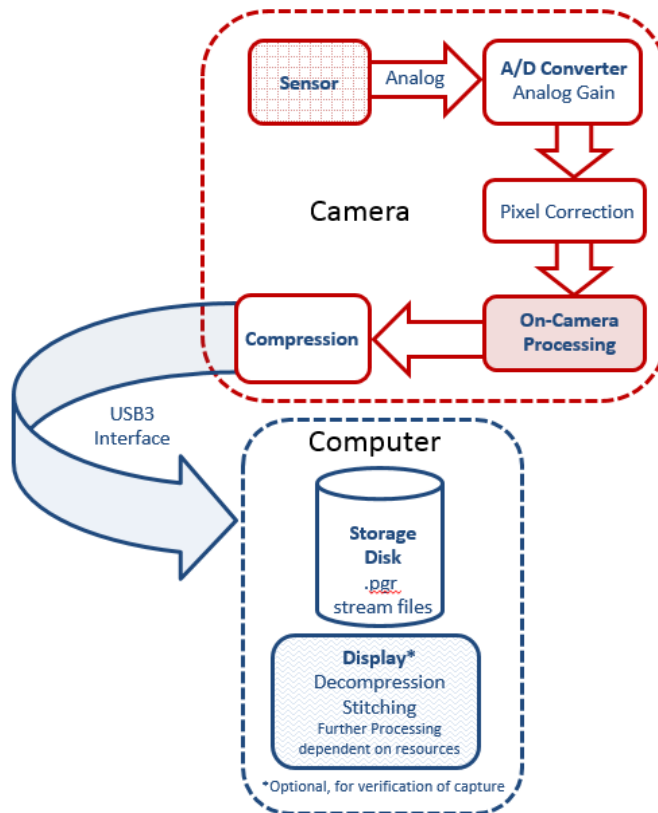 Sensor
Analog
A/D Converter
Analog Gain
Camera
Pixel Correction
On-Camera
Processing
Compression
USB3
Interface
Computer
Storage
Disk
.pgr
stream files
Display*
Decompression
Stitching
Further Processing
dependent on resources
*Optional, for verification of capture